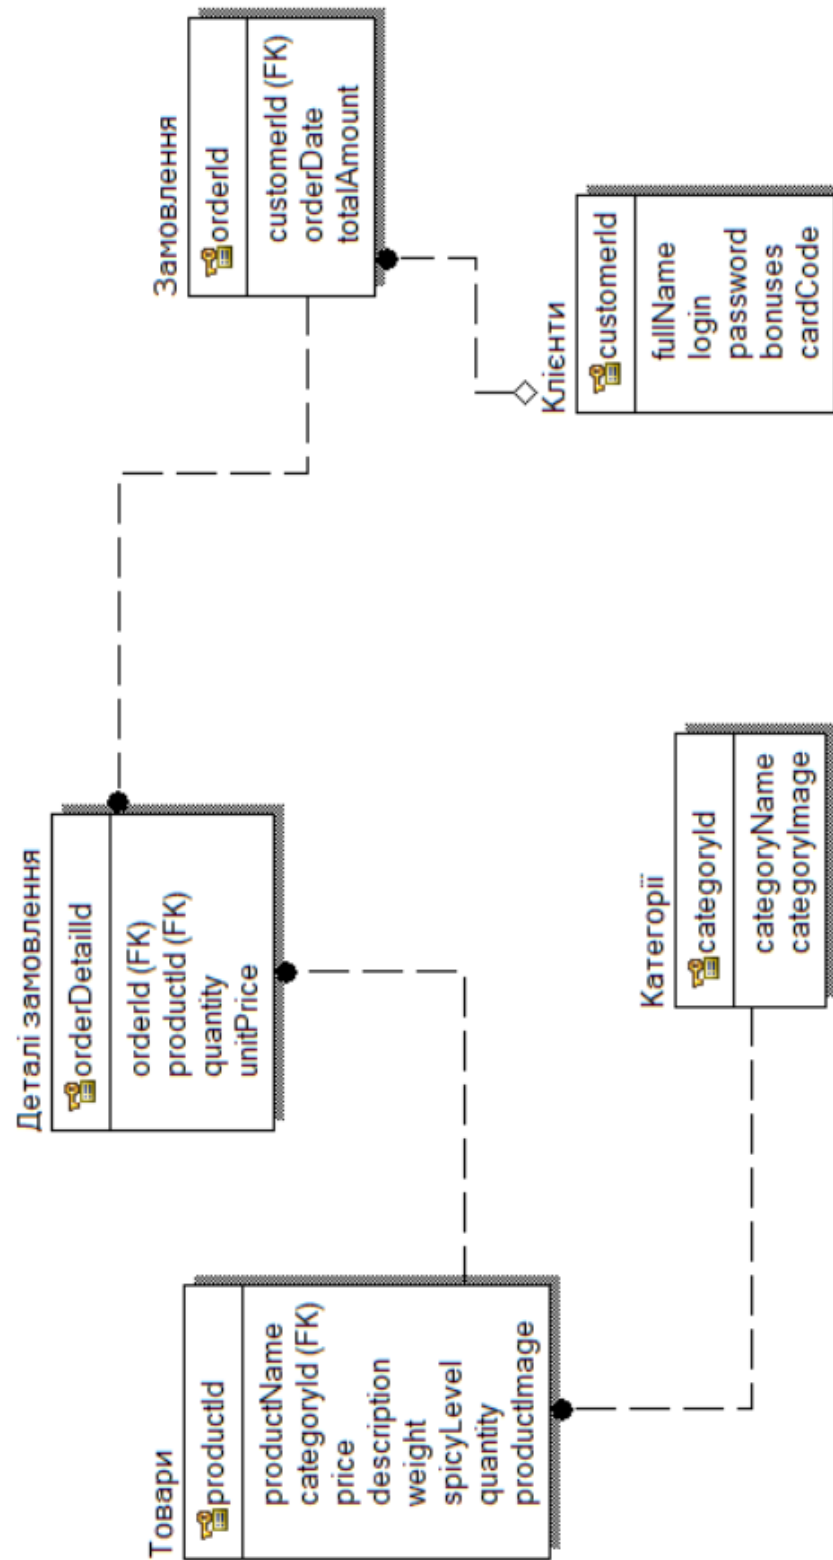 Товари
productId
productName
categoryId (FK)
price
description
weight
spicyLevel
quantity
productImage
Деталі замовлення
orderDetailId
orderId (FK)
productId (FK)
quantity
unitPrice
Замовлення
orderId
customerId (FK)
orderDate
totalAmount
Категорії
categoryId
categoryName
categoryImage
Клієнти
customerId
fullName
login
password
bonuses
cardCode